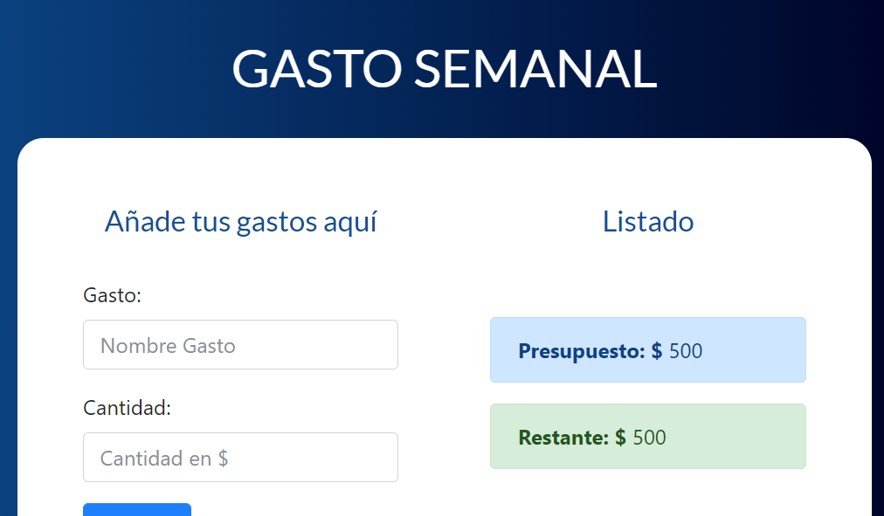 GASTO SEMANAL
Añade tus gastos aquí
Gasto:
Nombre Gasto
Cantidad:
Cantidad en $
Listado
Presupuesto: $ 500
Restante: $ 500